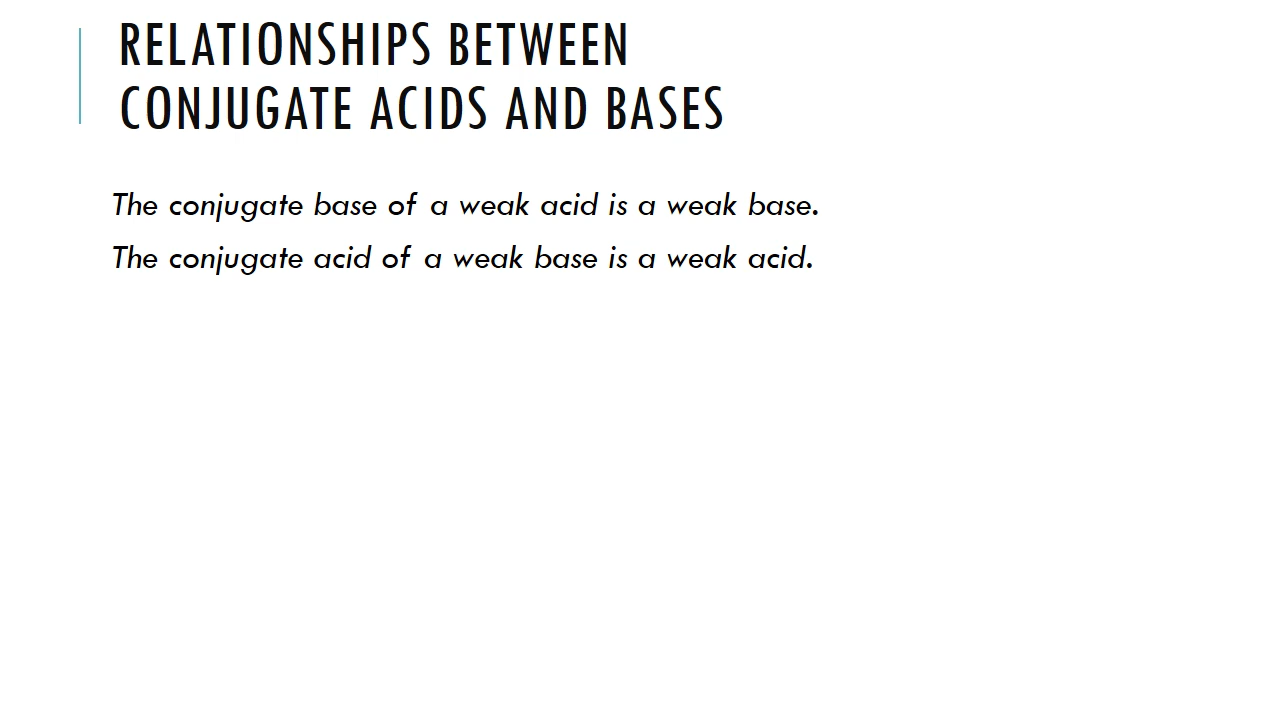 RELATIONSHIPS BETWEEN
CONJUGATE ACIDS AND BASES
The conjugate base of a weak acid is a weak base.
The conjugate acid of a weak base is a weak acid.